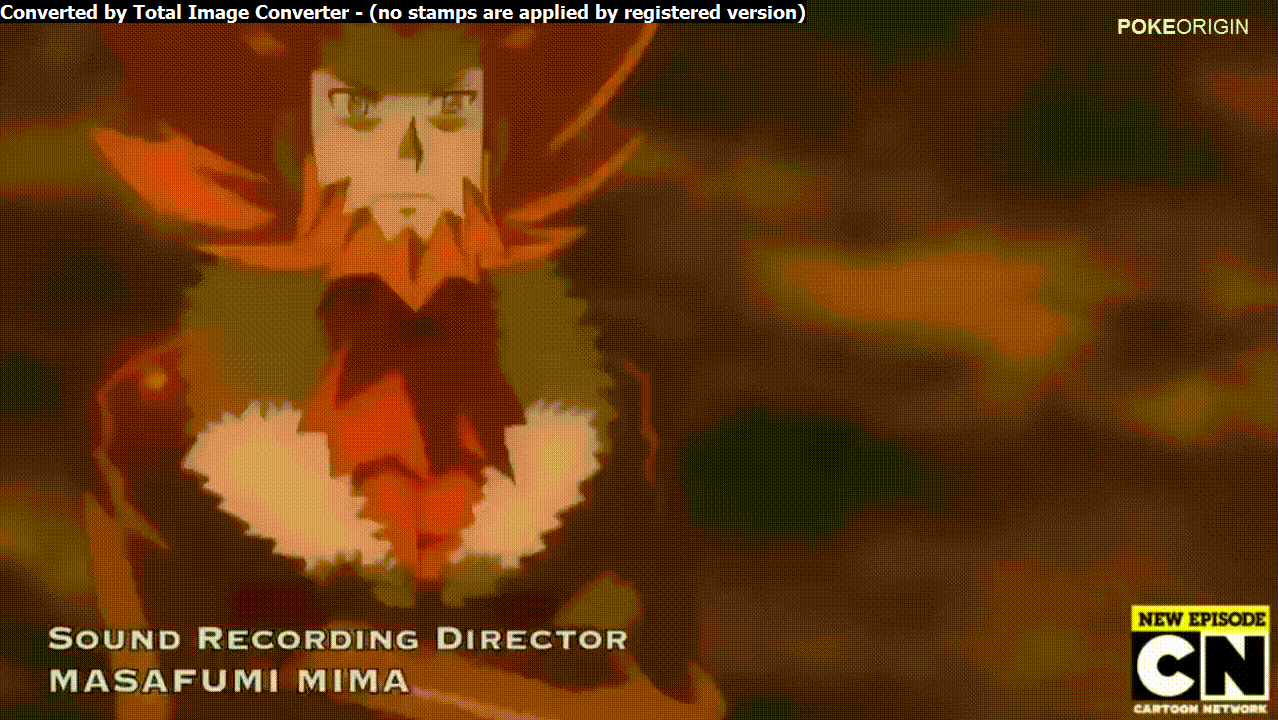 Converted by Total Image Converter - (no stamps are applied by registered version)
POKEORIGIN
SOUND RECORDING DIRECTOR
MASAFUMI MIMA
NEW EPISODE
CN
CARTOON NETWORK